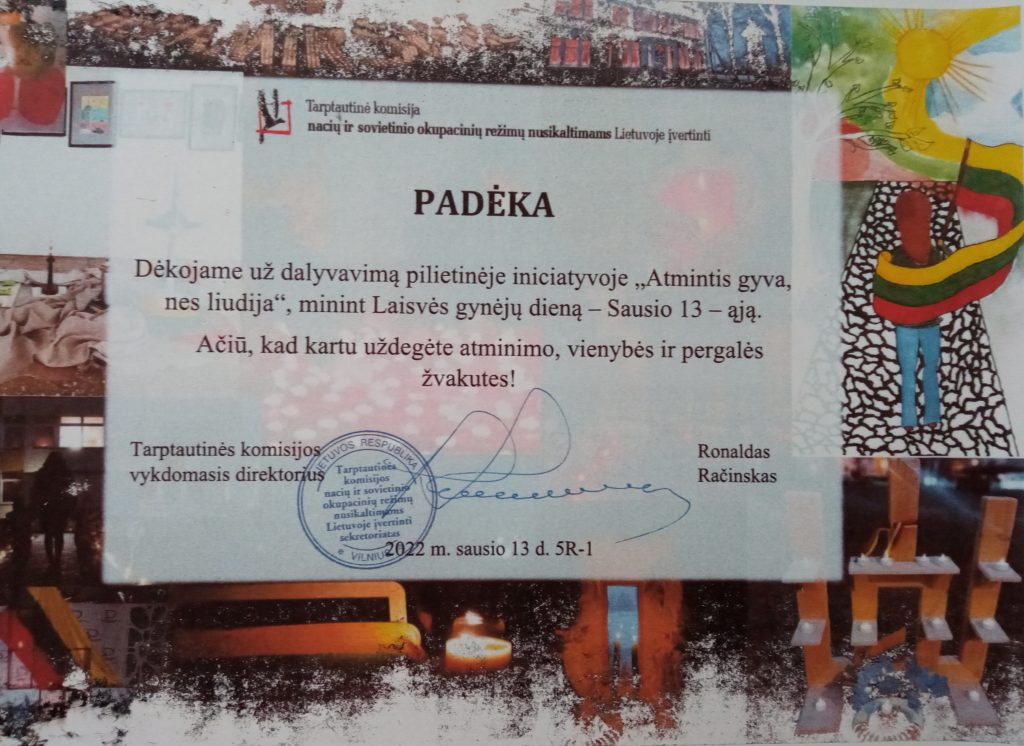 Tarptautinė komisija
nacių ir sovietinio okupacinių režimų nusikaltimams Lietuvoje įvertinti
PADĖKA
Dėkojame už dalyvavimą pilietinėje iniciatyvoje „Atmintis gyva,
nes liudija“, minint Laisvės gynėjų dieną – Sausio 13 – ąją.
Ačiū, kad kartu uždegėte atminimo, vienybės ir pergalės
žvakutes!
Tarptautinės komisijos
vykdomasis direktorius
Ronaldas
Račinskas
LIETUVOS RESPUBLIKA
Tarptautinės
komisijos
nacių ir sovietinio
okupacinių režimų
nusikaltimams
Lietuvoje įvertinti
sekretoriatas
VILNIUS
2022 m. sausio 13 d. 5R-1